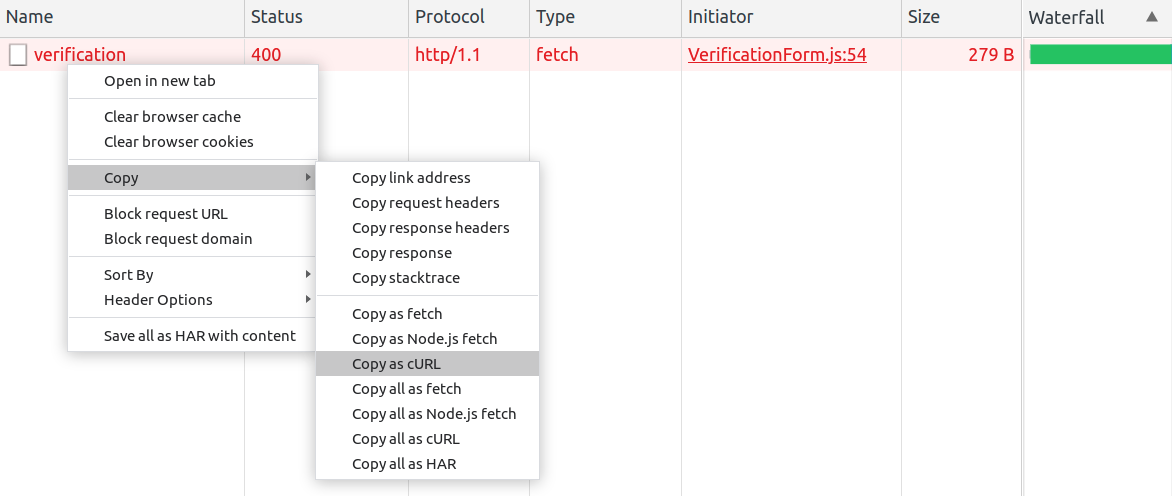 Name Status Protocol Type Initiator Size Waterfall ▲
verification 400 http/1.1 fetch VerificationForm.js:54 279 B
Open in new tab
Clear browser cache
Clear browser cookies
Copy
Block request URL
Block request domain
Sort By
Header Options
Save all as HAR with content
Copy link address
Copy request headers
Copy response headers
Copy response
Copy stacktrace
Copy as fetch
Copy as Node.js fetch
Copy as cURL
Copy all as fetch
Copy all as Node.js fetch
Copy all as cURL
Copy all as HAR